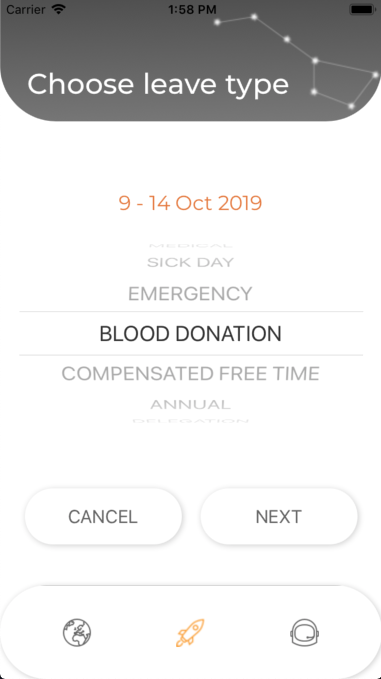 Carrier 1:58 PM
Choose leave type
9 - 14 Oct 2019
MEDICAL
SICK DAY
EMERGENCY
BLOOD DONATION
COMPENSATED FREE TIME
ANNUAL
DELEGATION
CANCEL NEXT